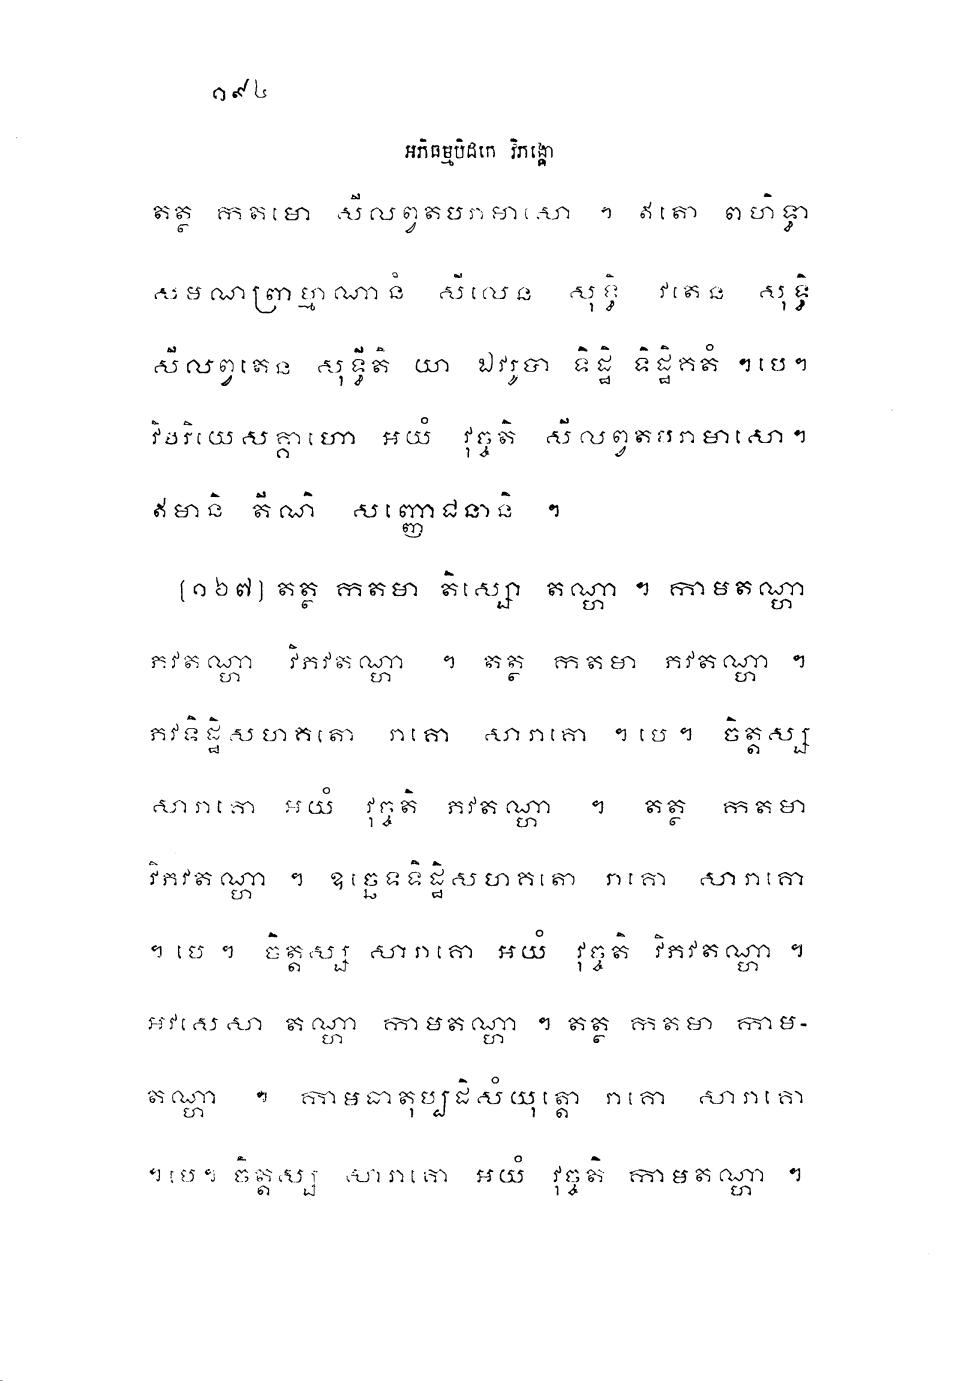 ១៩៤
អភិធម្មបិដកេ វិភង្គោ
តត្ថ កតមោ សីលព្វតបរាមាសោ ។ ឥតោ ពហិទ្ធា
សមណព្រាហ្មណានំ សីលេន សុទ្ធិ វតេន សុទ្ធិ
សីលព្វតេន សុទ្ធីតិ យា ឯវរូបា ទិដ្ឋិ ទិដ្ឋិគតំ ។បេ។
វិបរិយេសគ្គាហោ អយំ វុច្ចតិ សីលព្វតបរាមាសោ។
ឥមានិ តីណិ សញ្ញោជនានិ ។
(១៦៧) តត្ថ កតមា តិស្សោ តណ្ហា ។ កាមតណ្ហា
ភវតណ្ហា វិភវតណ្ហា ។ តត្ថ កតមា ភវតណ្ហា ។
ភវទិដ្ឋិសហគតោ រាគោ សារាគោ ។បេ។ ចិត្តស្ស
សារាគោ អយំ វុច្ចតិ ភវតណ្ហា ។ តត្ថ កតមា
វិភវតណ្ហា ។ ឧច្ឆេទទិដ្ឋិសហគតោ រាគោ សារាគោ
។ បេ ។ ចិត្តស្ស សារាគោ អយំ វុច្ចតិ វិភវតណ្ហា ។
អវសេសា តណ្ហា កាមតណ្ហា ។ តត្ថ កតមា កាម-
តណ្ហា ។ កាមធាតុប្បដិសំយុត្តោ រាគោ សារាគោ
។បេ។ ចិត្តស្ស សារាគោ អយំ វុច្ចតិ កាមតណ្ហា ។